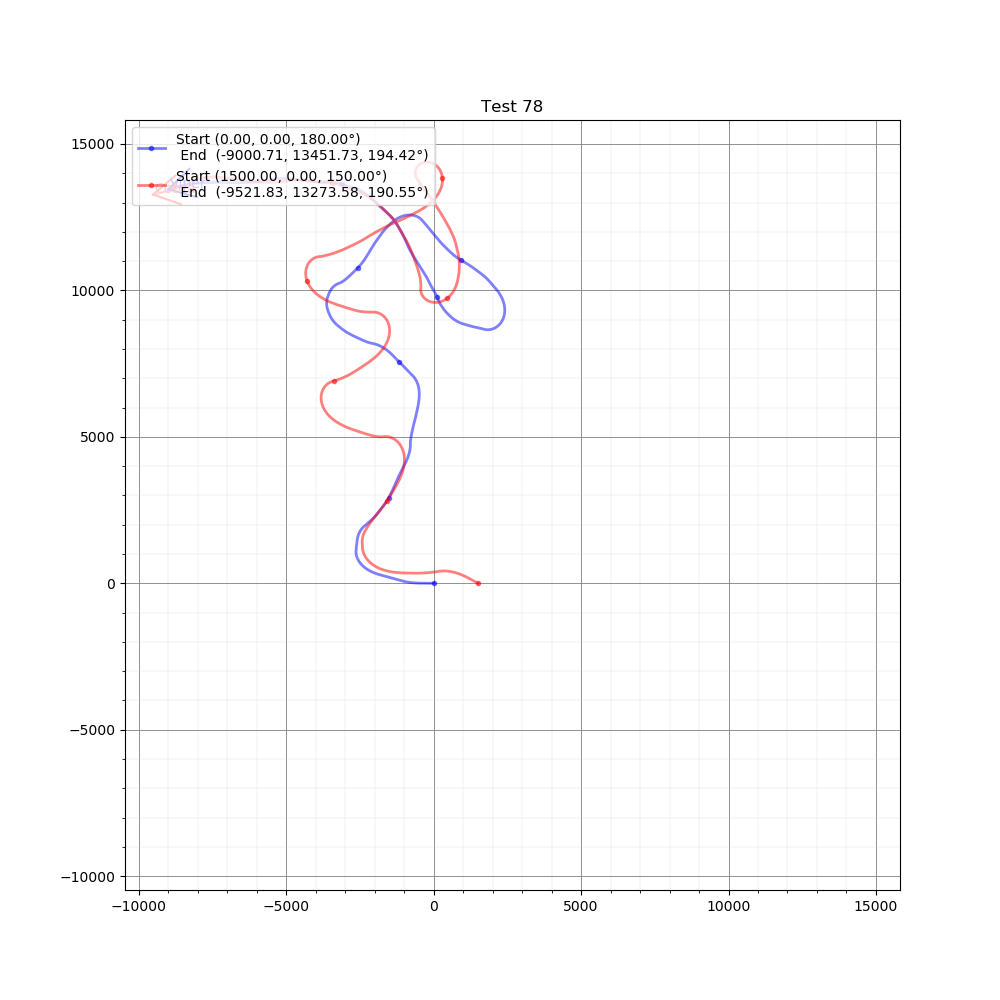 Test 78
Start (0.00, 0.00, 180.00°)
End (-9000.71, 13451.73, 194.42°)
Start (1500.00, 0.00, 150.00°)
End (-9521.83, 13273.58, 190.55°)
15000
10000
5000
0
−5000
−10000
−10000 −5000 0 5000 10000 15000